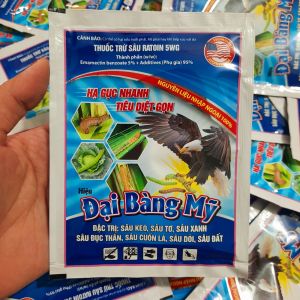 CẢNH BÁO:
THUỐC TRỪ SÂU RATOIN 5WG
Thành phần (w/w):
Emamectin benzoate 5% + Additives (Phụ gia) 95%
NGUYÊN LIỆU NHẬP NGOẠI 100%
HẠ GỤC NHANH
TIÊU DIỆT GỌN
Hiệu
Đại Bàng Mỹ
ĐẶC TRỊ: SÂU KEO, SÂU TƠ, SÂU XANH
SÂU ĐỤC THÂN, SÂU CUỐN LÁ, SÂU DÒI, SÂU ĐẤT